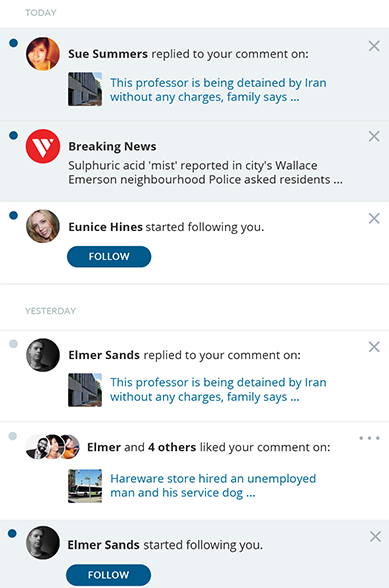 TODAY
Sue Summers replied to your comment on:
This professor is being detained by Iran
without any charges, family says ...
Breaking News
Sulphuric acid 'mist' reported in city's Wallace
Emerson neighbourhood Police asked residents ...
Eunice Hines started following you.
FOLLOW
YESTERDAY
Elmer Sands replied to your comment on:
This professor is being detained by Iran
without any charges, family says ...
Elmer and 4 others liked your comment on:
Hareware store hired an unemployed
man and his service dog ...
Elmer Sands started following you.
FOLLOW